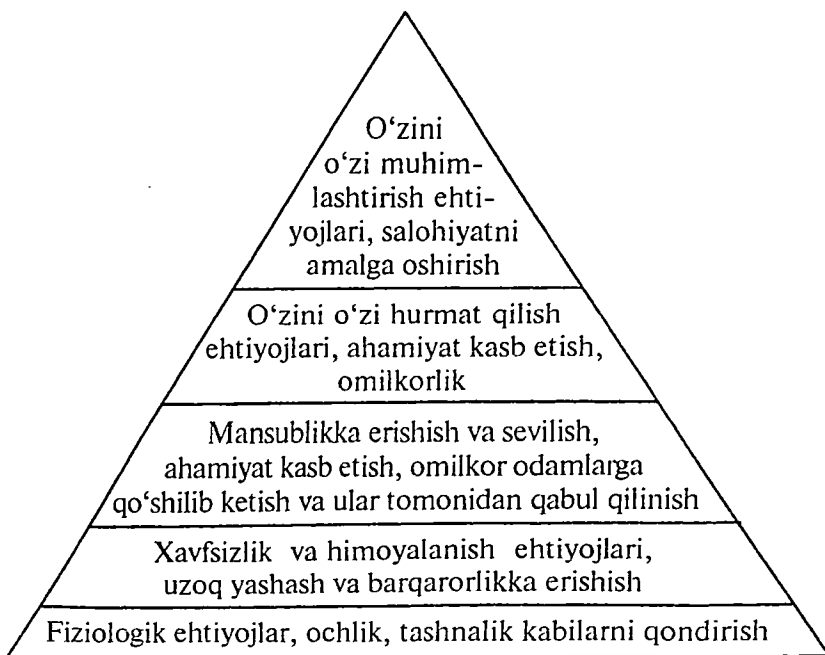 O‘zini
o‘zi muhim-
lashtirish ehti-
yojlari, salohiyatni
amalga oshirish
O‘zini o‘zi hurmat qilish
ehtiyojlari, ahamiyat kasb etish,
omilkorlik
Mansublikka erishish va sevilish,
ahamiyat kasb etish, omilkor odamlarga
qo‘shilib ketish va ular tomonidan qabul qilinish
Xavfsizlik va himoyalanish ehtiyojlari,
uzoq yashash va barqarorlikka erishish
Fiziologik ehtiyojlar, ochlik, tashnalik kabilarni qondirish